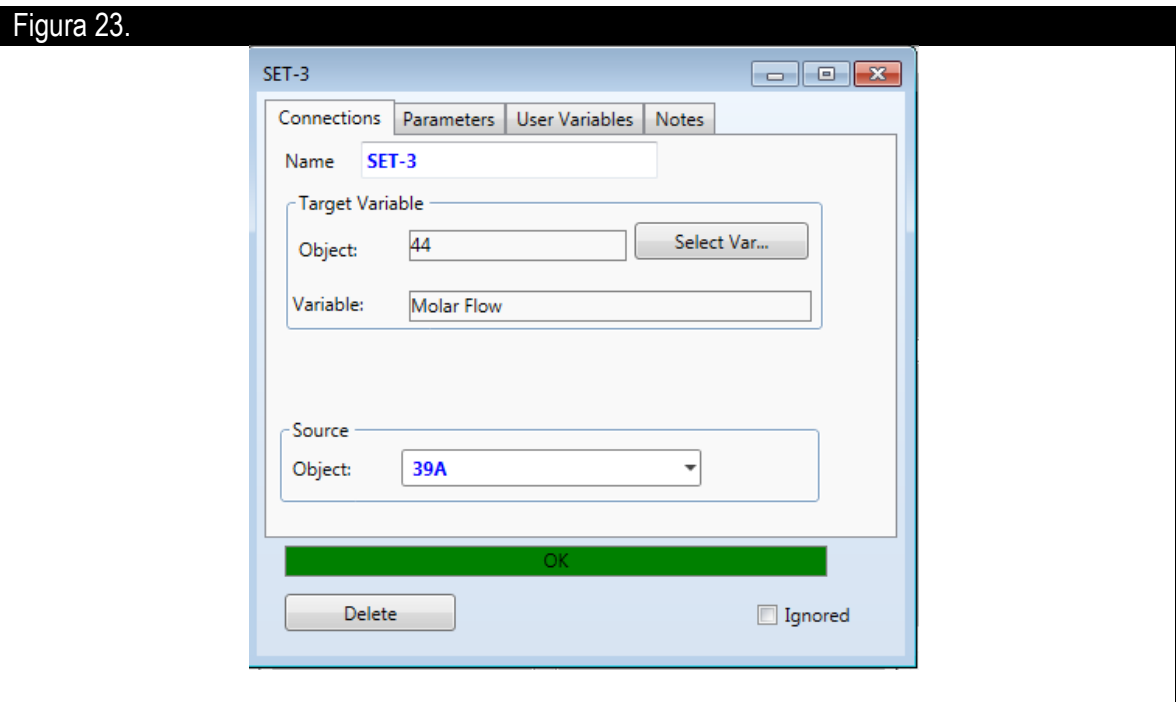 Figura 23.
SET-3
Connections Parameters User Variables Notes
Name SET-3
Target Variable
Object: 44 Select Var...
Variable: Molar Flow
Source
Object: 39A
OK
Delete Ignored